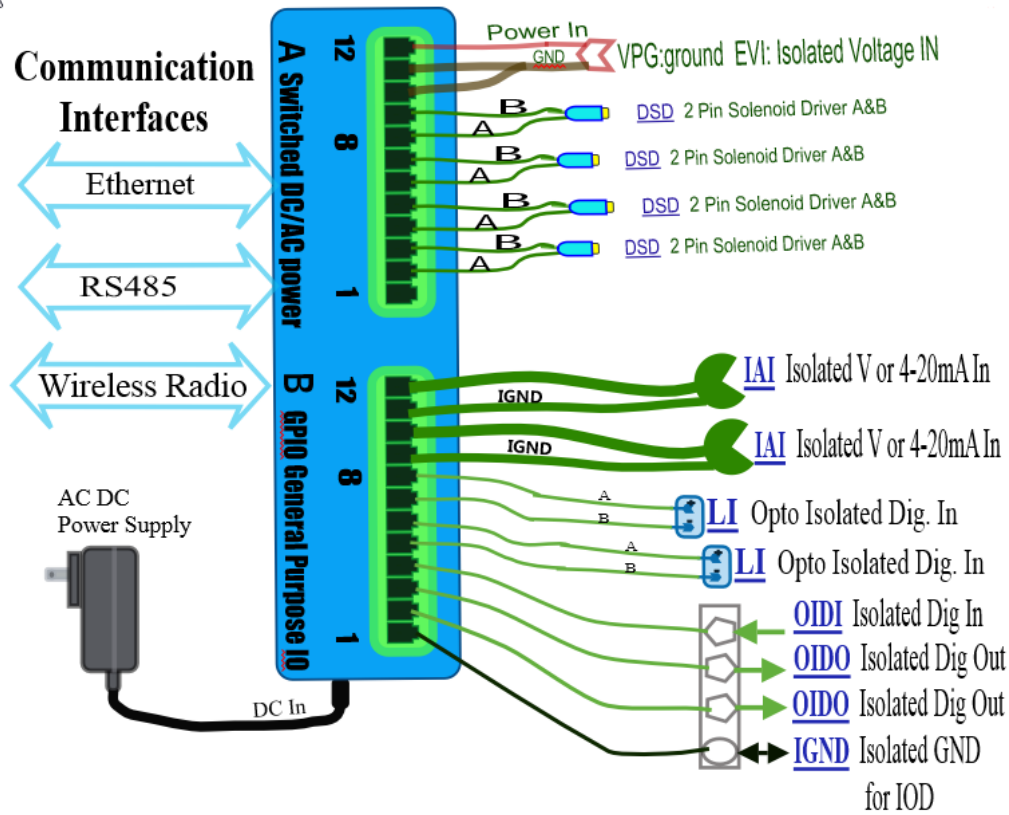 Communication
Interfaces
Ethernet
RS485
Wireless Radio
AC DC
Power Supply
DC In
A Switched DC/AC power
12
8
1
B GPIO General Purpose IO
12
8
1
Power In
GND
VPG:ground EVI: Isolated Voltage IN
B
A
DSD 2 Pin Solenoid Driver A&B
B
A
DSD 2 Pin Solenoid Driver A&B
B
A
DSD 2 Pin Solenoid Driver A&B
B
A
DSD 2 Pin Solenoid Driver A&B
IGND
IAI Isolated V or 4-20mA In
IGND
IAI Isolated V or 4-20mA In
A
B
LI Opto Isolated Dig. In
A
B
LI Opto Isolated Dig. In
OIDI Isolated Dig In
OIDO Isolated Dig Out
OIDO Isolated Dig Out
IGND Isolated GND
for IOD